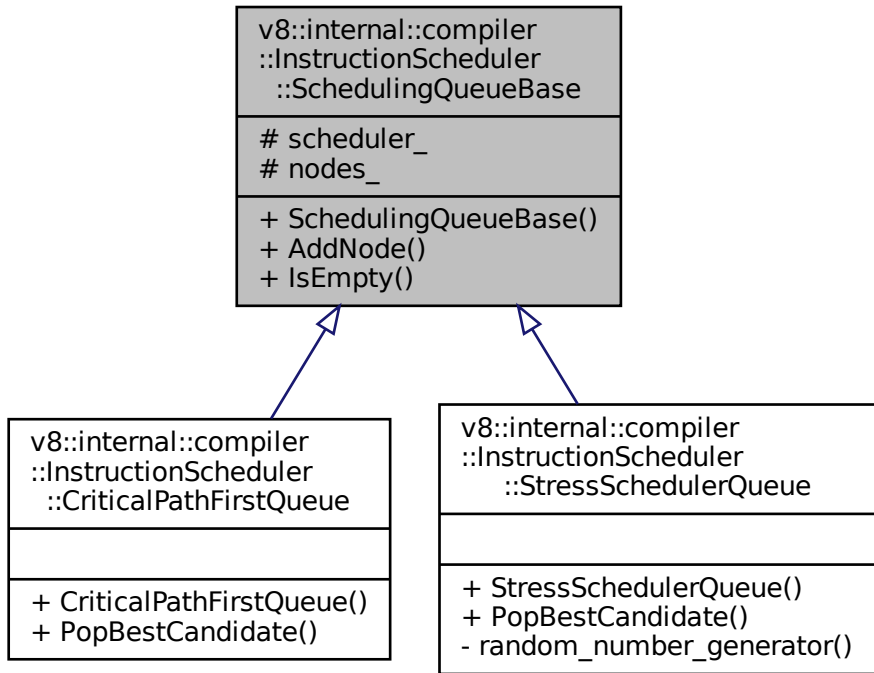 v8::internal::compiler
::InstructionScheduler
::SchedulingQueueBase
# scheduler_
# nodes_
+ SchedulingQueueBase()
+ AddNode()
+ IsEmpty()
v8::internal::compiler
::InstructionScheduler
::CriticalPathFirstQueue
+ CriticalPathFirstQueue()
+ PopBestCandidate()
v8::internal::compiler
::InstructionScheduler
::StressSchedulerQueue
+ StressSchedulerQueue()
+ PopBestCandidate()
- random_number_generator()